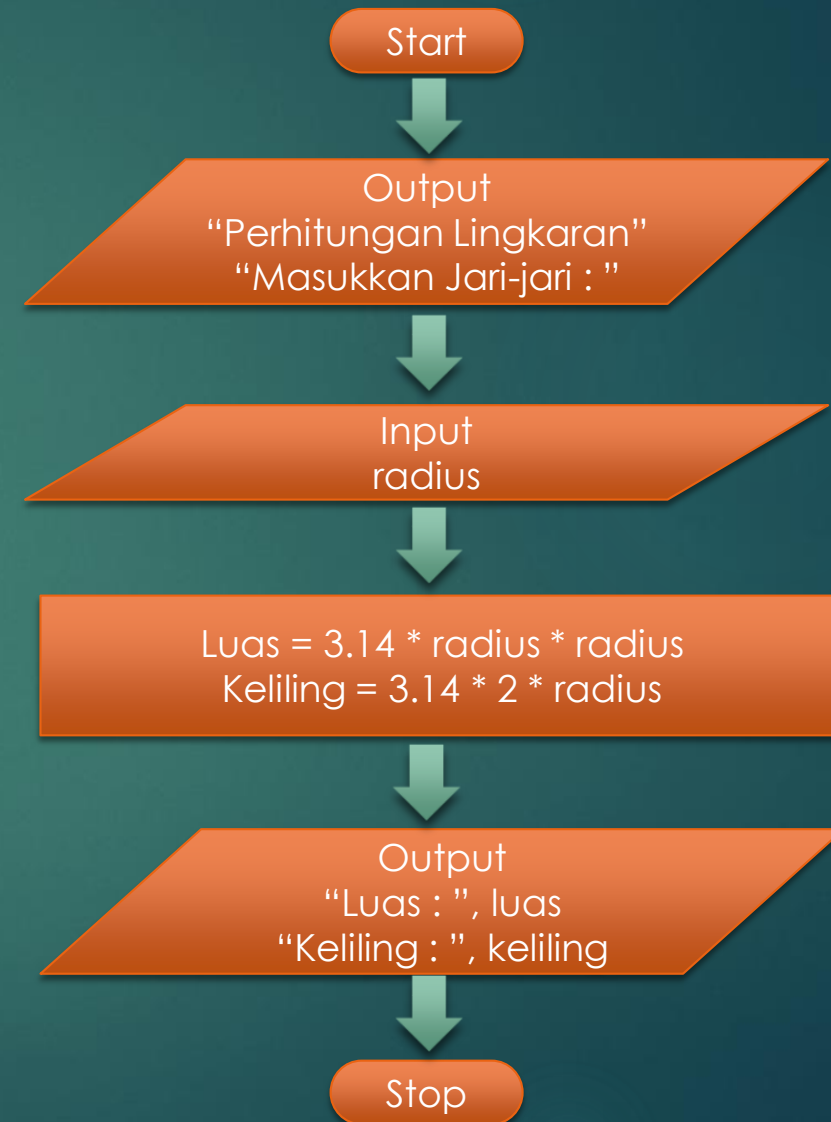 Start
Output
“Perhitungan Lingkaran”
“Masukkan Jari-jari : ”
Input
radius
Luas = 3.14 * radius * radius
Keliling = 3.14 * 2 * radius
Output
“Luas : ”, luas
“Keliling : ”, keliling
Stop